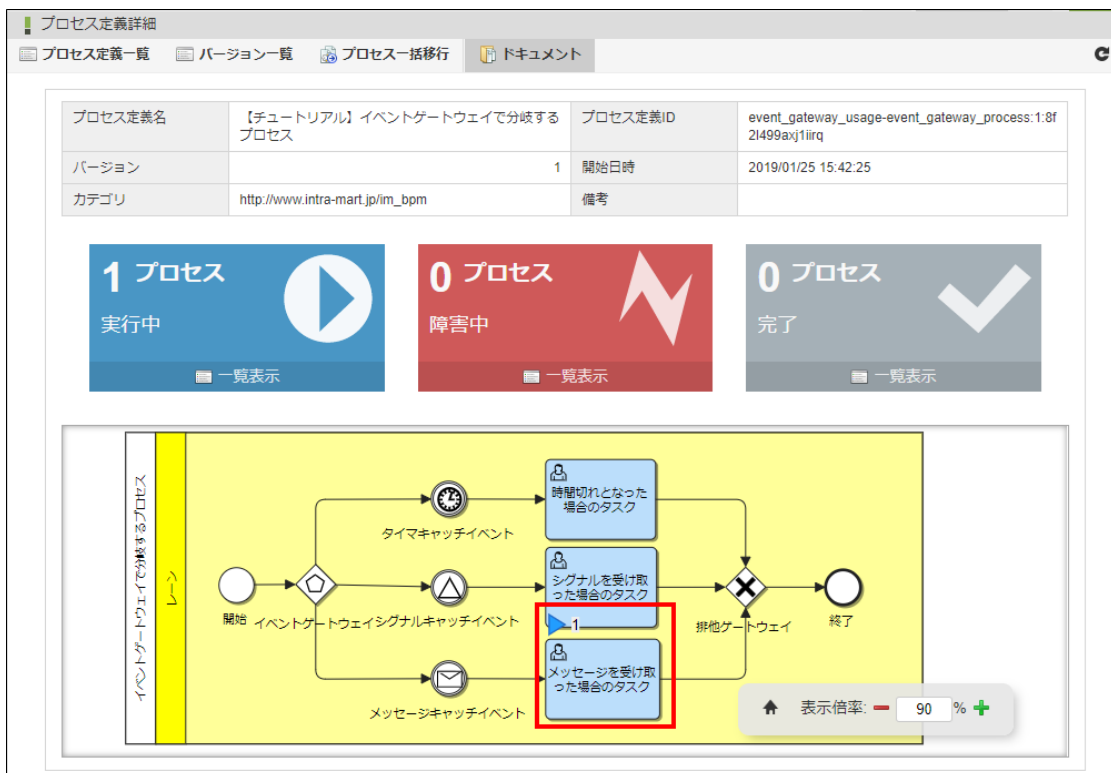 プロセス定義詳細
プロセス定義一覧 バージョン一覧 プロセス一括移行 ドキュメント
プロセス定義名 【チュートリアル】イベントゲートウェイで分岐する
プロセス
プロセス定義ID event_gateway_usage-event_gateway_process:1:8f
2l499axj1iirq
バージョン 1 開始日時 2019/01/25 15:42:25
カテゴリ http://www.intra-mart.jp/im_bpm 備考
1 プロセス
実行中
一覧表示
0 プロセス
障害中
一覧表示
0 プロセス
完了
一覧表示
イベントゲートウェイで分岐するプロセス
レーン
開始
イベントゲートウェイ
タイマキャッチイベント
時間切れとなった
場合のタスク
シグナルキャッチイベント
シグナルを受け取
った場合のタスク
1
メッセージキャッチイベント
メッセージを受け取
った場合のタスク
排他ゲートウェイ
終了
表示倍率: 90 %